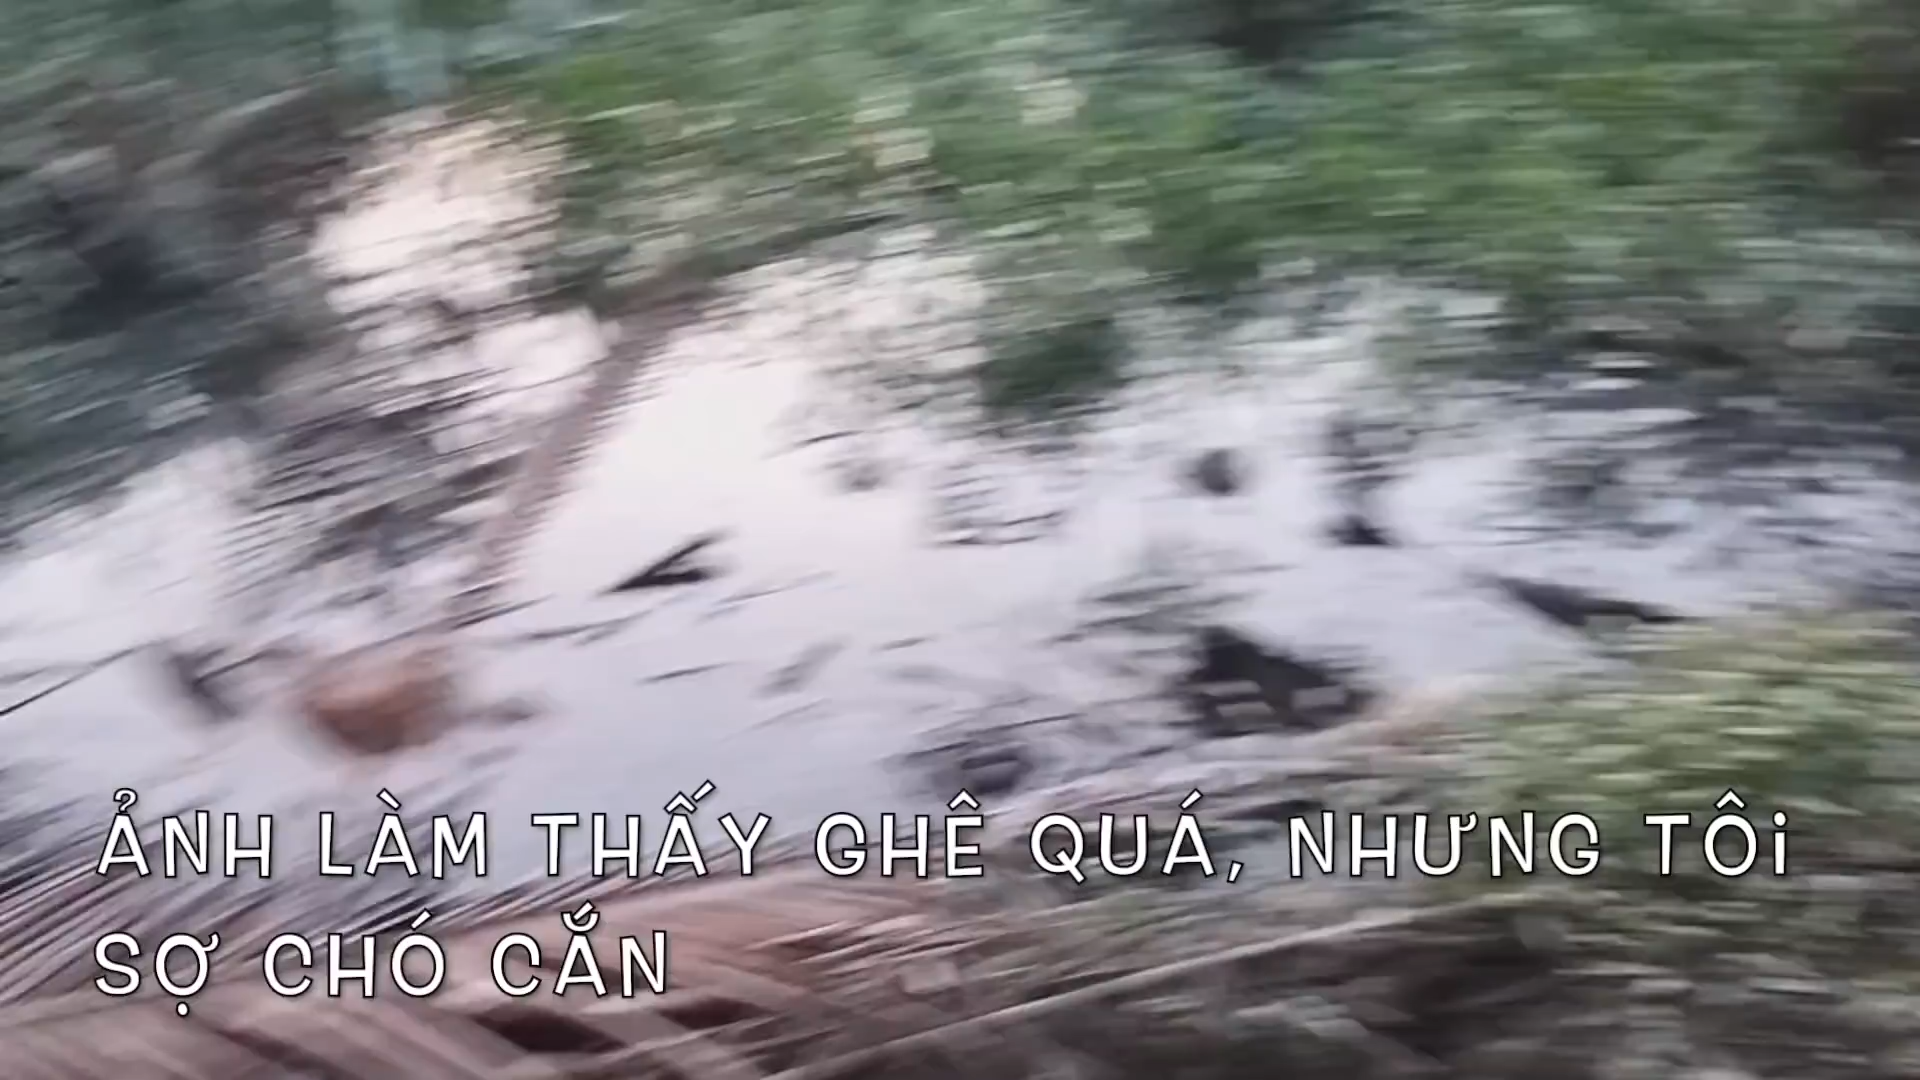 ẢNH LÀM THẤY GHÊ QUÁ, NHƯNG TÔi
SỢ CHÓ CẮN